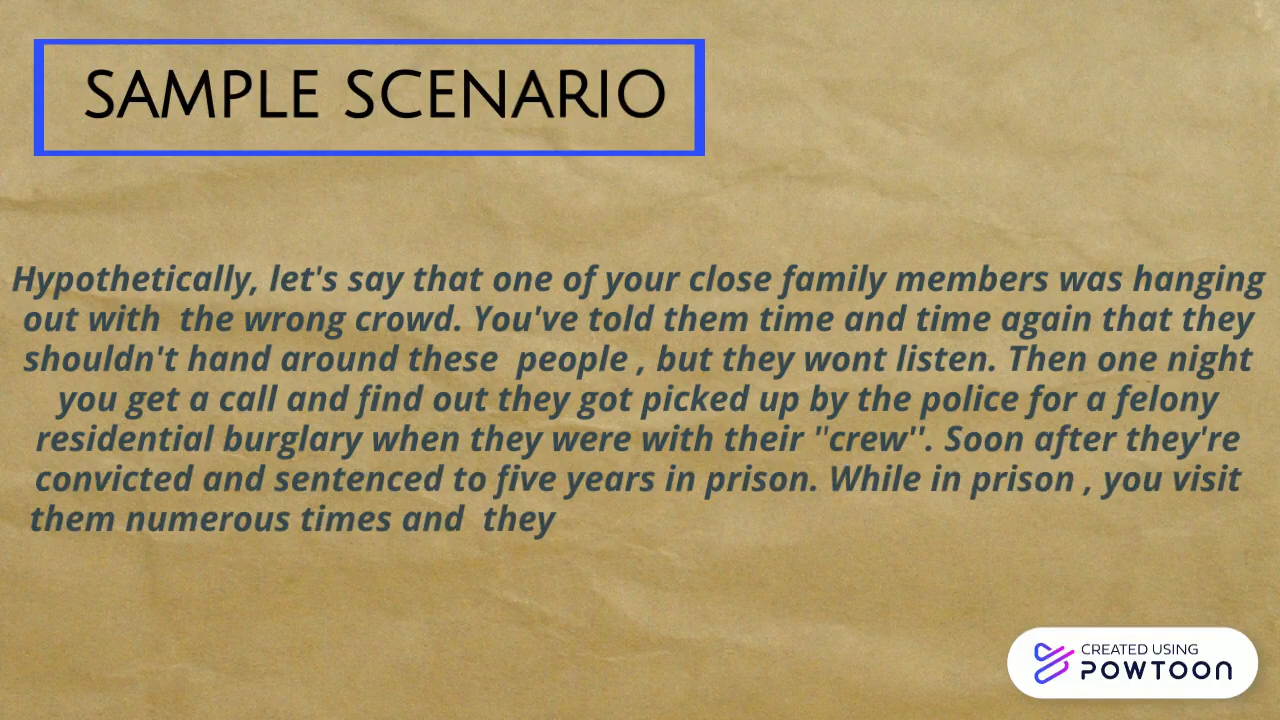 SAMPLE SCENARIO
Hypothetically, let's say that one of your close family members was hanging
out with the wrong crowd. You've told them time and time again that they
shouldn't hand around these people , but they wont listen. Then one night
you get a call and find out they got picked up by the police for a felony
residential burglary when they were with their "crew". Soon after they're
convicted and sentenced to five years in prison. While in prison , you visit
them numerous times and they
CREATED USING
POWTOON